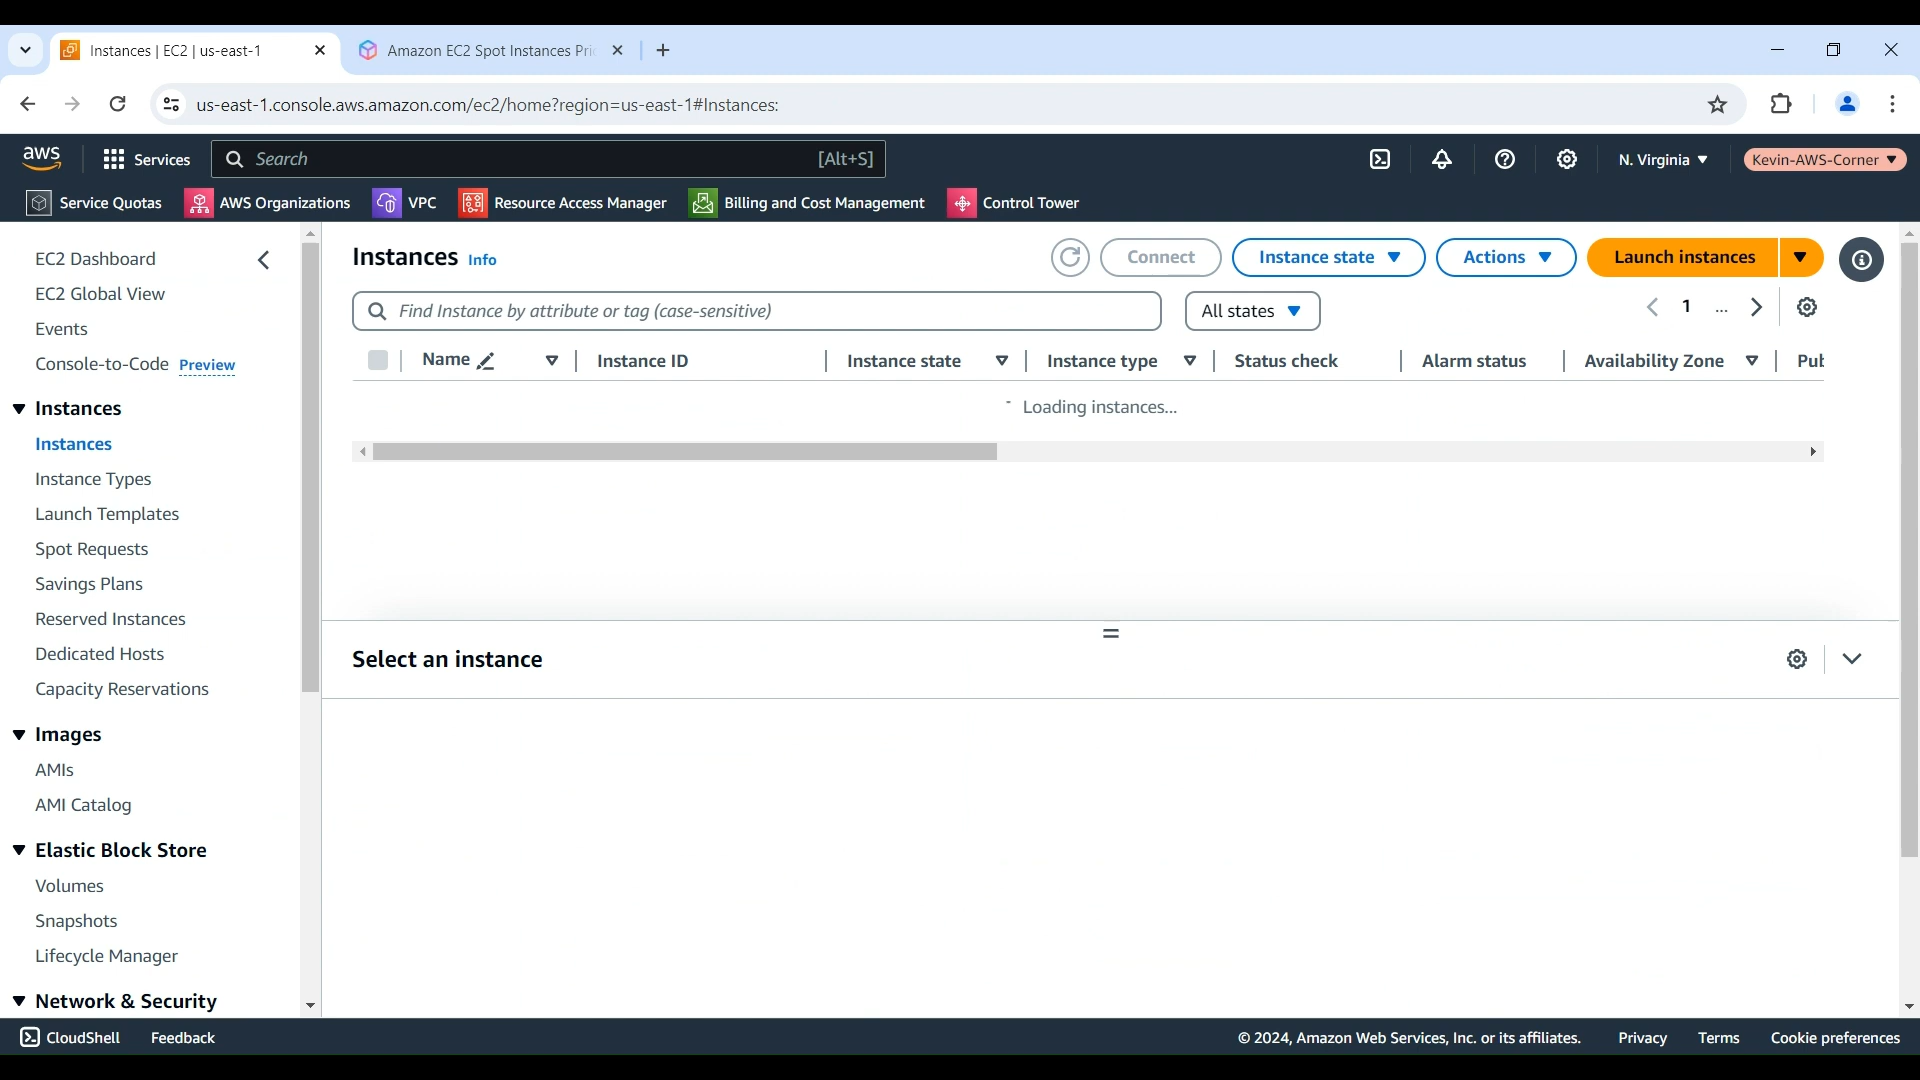 Instances | EC2 | us-east-1
Amazon EC2 Spot Instances Pri
us-east-1.console.aws.amazon.com/ec2/home?region=us-east-1#Instances:
aws
Services
Search
[Alt+S]
N. Virginia
Kevin-AWS-Corner
Service Quotas
AWS Organizations
VPC
Resource Access Manager
Billing and Cost Management
Control Tower
EC2 Dashboard
EC2 Global View
Events
Console-to-Code Preview
Instances
Instances
Instance Types
Launch Templates
Spot Requests
Savings Plans
Reserved Instances
Dedicated Hosts
Capacity Reservations
Images
AMIs
AMI Catalog
Elastic Block Store
Volumes
Snapshots
Lifecycle Manager
Network & Security
Instances Info
Connect
Instance state
Actions
Launch instances
Find Instance by attribute or tag (case-sensitive)
All states
1
...
Name
Instance ID
Instance state
Instance type
Status check
Alarm status
Availability Zone
Pub
Loading instances...
Select an instance
CloudShell
Feedback
© 2024, Amazon Web Services, Inc. or its affiliates.
Privacy
Terms
Cookie preferences